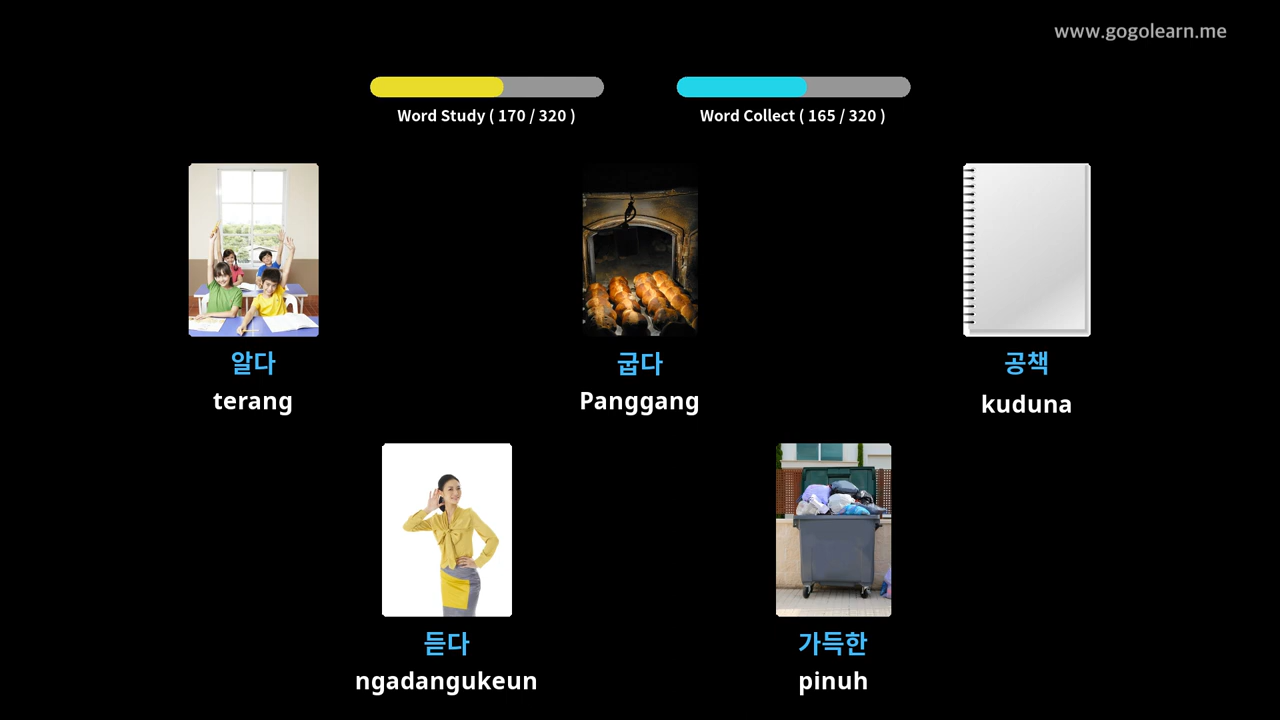 www.gogolearn.me
Word Study ( 170 / 320 )
Word Collect ( 165 / 320 )
알다
terang
굽다
Panggang
공책
kuduna
듣다
ngadangukeun
가득한
pinuh